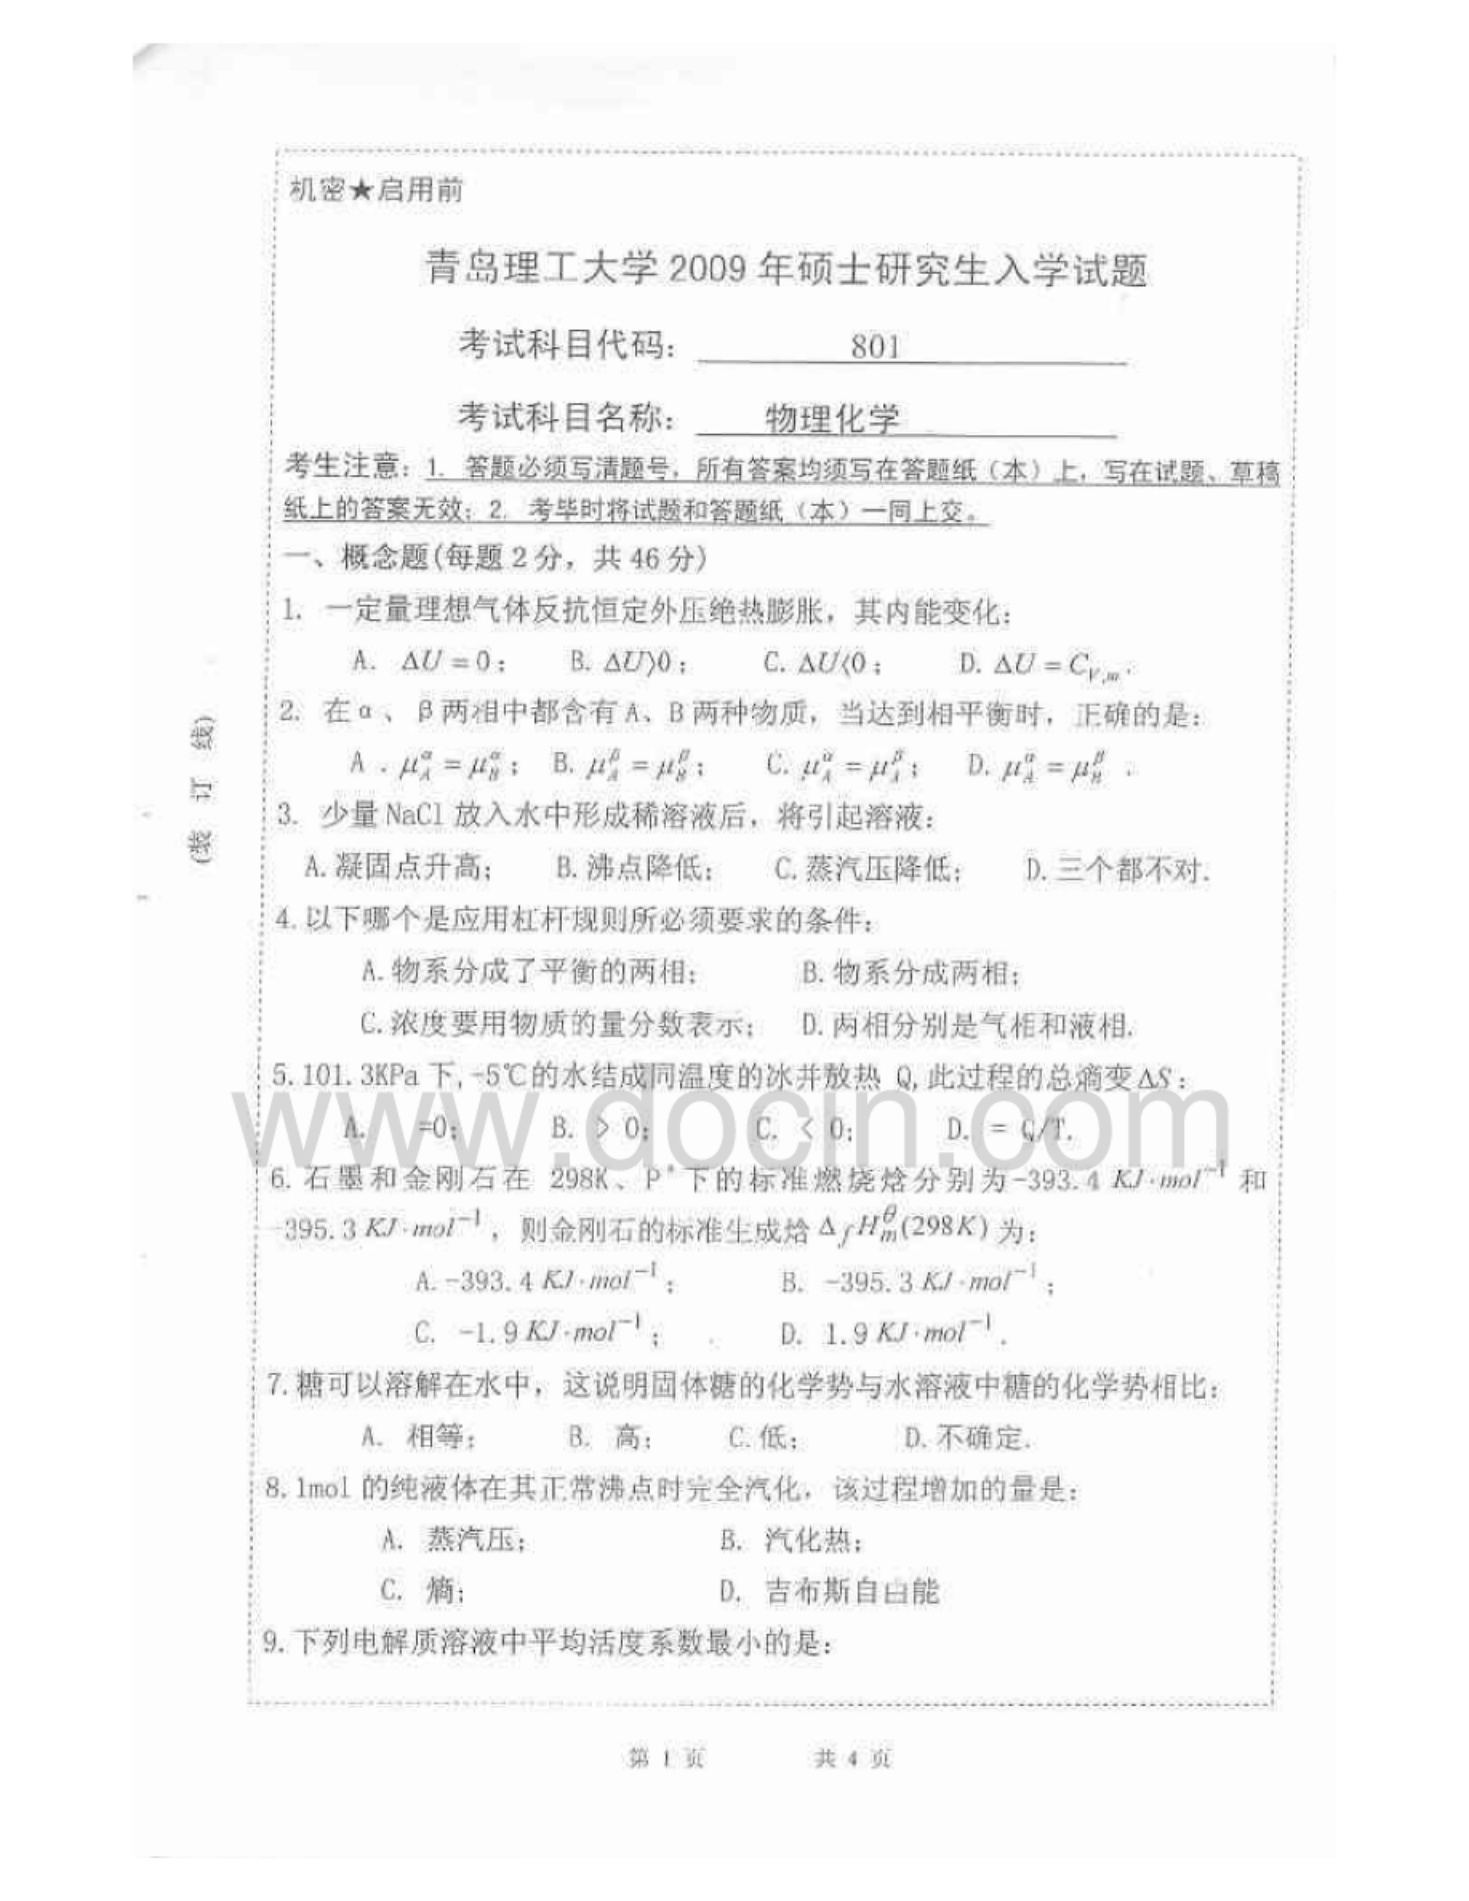 机密★启用前
青岛理工大学 2009 年硕士研究生入学试题
考试科目代码： 801
考试科目名称： 物理化学
考生注意：1. 答题必须写清题号，所有答案均须写在答题纸（本）上，写在试题、草稿
纸上的答案无效；2. 考毕时将试题和答题纸（本）一同上交。
一、概念题(每题 2 分，共 46 分)
1. 一定量理想气体反抗恒定外压绝热膨胀，其内能变化：
A. ΔU = 0； B. ΔU〉0； C. ΔU〈0； D. ΔU = C_{V,m}.
2. 在 α、β两相中都含有 A、B 两种物质，当达到相平衡时，正确的是：
A . μ_A^α = μ_B^α； B. μ_A^β = μ_B^β； C. μ_A^α = μ_A^β； D. μ_A^α = μ_B^β .
3. 少量 NaCl 放入水中形成稀溶液后，将引起溶液：
A. 凝固点升高； B. 沸点降低； C. 蒸汽压降低； D. 三个都不对.
4. 以下哪个是应用杠杆规则所必须要求的条件：
A. 物系分成了平衡的两相； B. 物系分成两相；
C. 浓度要用物质的量分数表示； D. 两相分别是气相和液相.
5. 101.3KPa 下, -5℃的水结成同温度的冰并放热 Q, 此过程的总熵变ΔS：
A. =0； B. > 0； C. < 0； D. = Q/T.
6. 石墨和金刚石在 298K、P° 下的标准燃烧焓分别为-393.4 KJ·mol⁻¹ 和
-395.3 KJ·mol⁻¹，则金刚石的标准生成焓 Δ_f H_m^θ (298K) 为：
A. -393.4 KJ·mol⁻¹； B. -395.3 KJ·mol⁻¹；
C. -1.9 KJ·mol⁻¹； D. 1.9 KJ·mol⁻¹.
7. 糖可以溶解在水中，这说明固体糖的化学势与水溶液中糖的化学势相比：
A. 相等； B. 高； C. 低； D. 不确定.
8. 1mol 的纯液体在其正常沸点时完全汽化，该过程增加的量是：
A. 蒸汽压； B. 汽化热；
C. 熵； D. 吉布斯自由能
9. 下列电解质溶液中平均活度系数最小的是：
第 1 页 共 4 页
(装 订 线)
www.docin.com